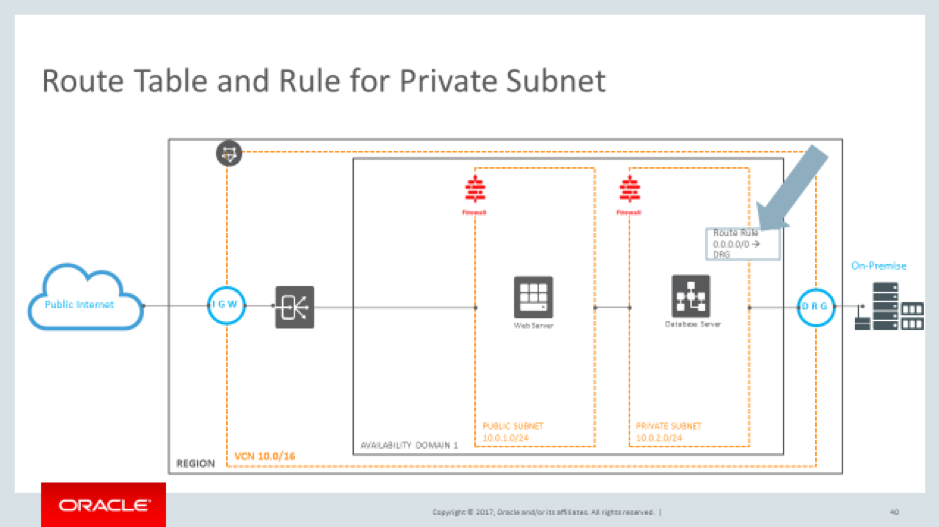 Route Table and Rule for Private Subnet
Firewall
Firewall
Route Rule
0.0.0.0/0 →
DRG
On-Premise
Public Internet
IGW
DRG
Web Server
Database Server
PUBLIC SUBNET
10.0.1.0/24
PRIVATE SUBNET
10.0.2.0/24
AVAILABILITY DOMAIN 1
VCN 10.0/16
REGION
ORACLE®
Copyright © 2017, Oracle and/or its affiliates. All rights reserved. |
40